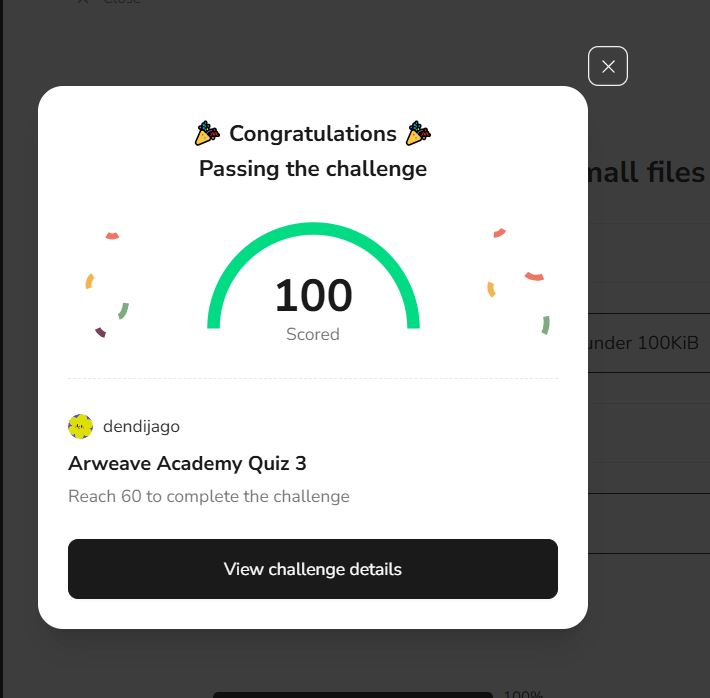 Close
🎉 Congratulations 🎉
Passing the challenge
mall files
100
Scored
under 100KiB
dendijago
Arweave Academy Quiz 3
Reach 60 to complete the challenge
View challenge details
100%